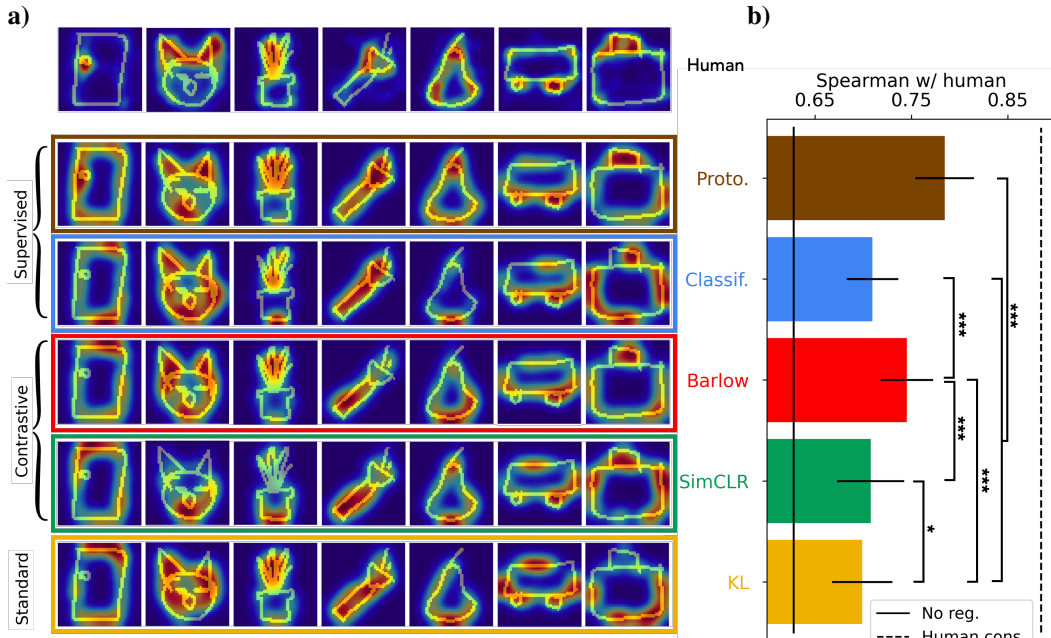 a)
b)
Human
Supervised
Contrastive
Standard
Spearman w/ human
0.65 0.75 0.85
Proto.
Classif.
Barlow
SimCLR
KL
***
***
***
***
*
No reg.
Human cons.